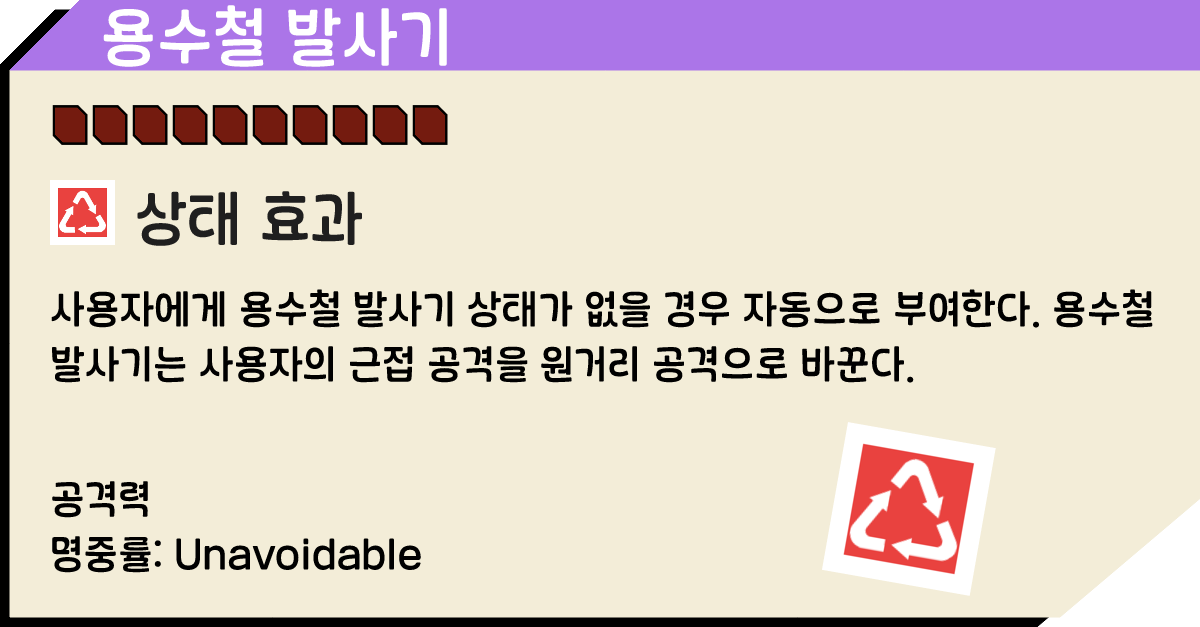 용수철 발사기
상태 효과
사용자에게 용수철 발사기 상태가 없을 경우 자동으로 부여한다. 용수철
발사기는 사용자의 근접 공격을 원거리 공격으로 바꾼다.
공격력
명중률: Unavoidable